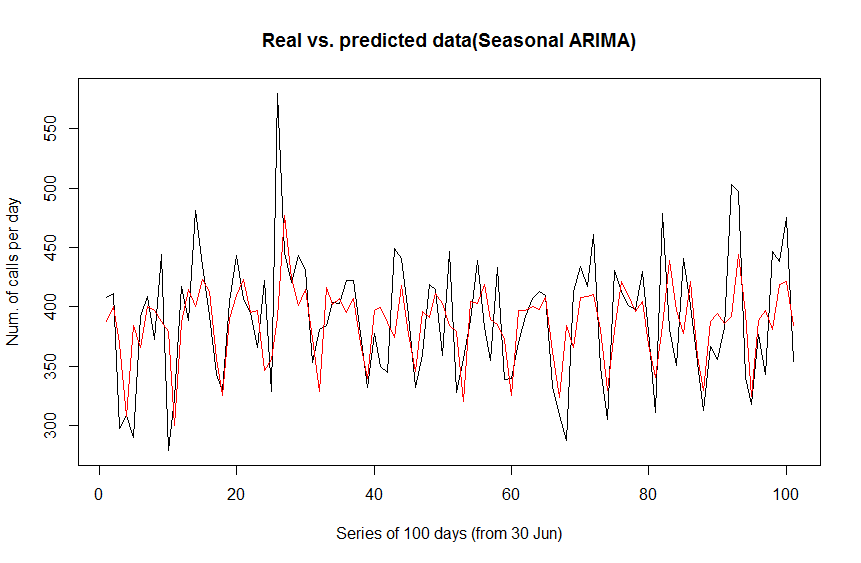 Real vs. predicted data(Seasonal ARIMA)
Num. of calls per day
550
500
450
400
350
300
0 20 40 60 80 100
Series of 100 days (from 30 Jun)